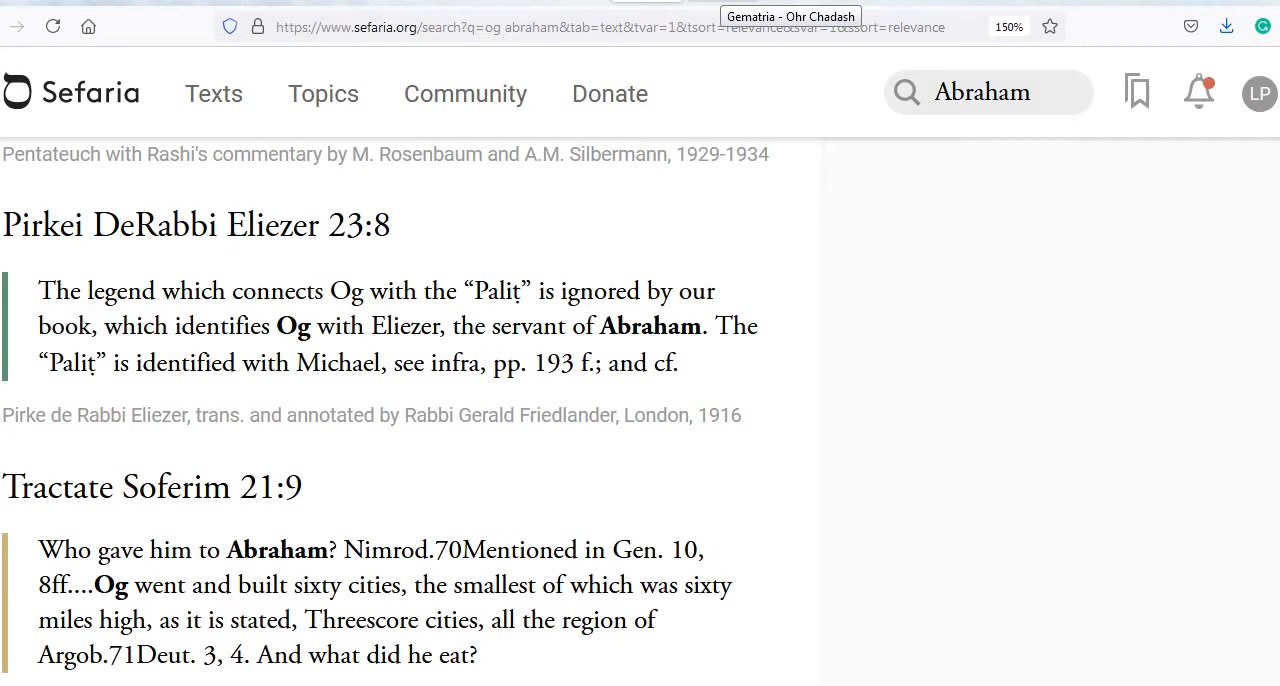 Gematria - Ohr Chadash
https://www.sefaria.org/search?q=og abraham&tab=text&tvar=1&tsort=relevance&svar=1&ssort=relevance
150%
Sefaria
Texts
Topics
Community
Donate
Abraham
LP
Pentateuch with Rashi's commentary by M. Rosenbaum and A.M. Silbermann, 1929-1934
Pirkei DeRabbi Eliezer 23:8
The legend which connects Og with the “Paliṭ” is ignored by our
book, which identifies Og with Eliezer, the servant of Abraham. The
“Paliṭ” is identified with Michael, see infra, pp. 193 f.; and cf.
Pirke de Rabbi Eliezer, trans. and annotated by Rabbi Gerald Friedlander, London, 1916
Tractate Soferim 21:9
Who gave him to Abraham? Nimrod.70Mentioned in Gen. 10,
8ff....Og went and built sixty cities, the smallest of which was sixty
miles high, as it is stated, Threescore cities, all the region of
Argob.71Deut. 3, 4. And what did he eat?